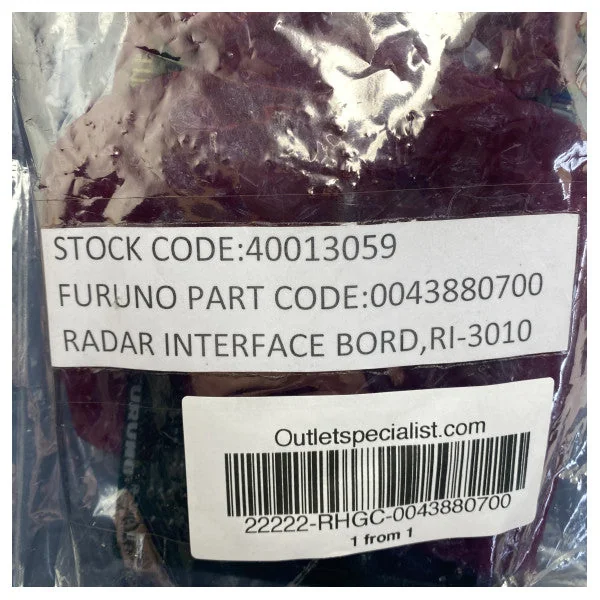 STOCK CODE:40013059
FURUNO PART CODE:0043880700
RADAR INTERFACE BORD,RI-3010
Outletspecialist.com
22222-RHGC-0043880700
1 from 1